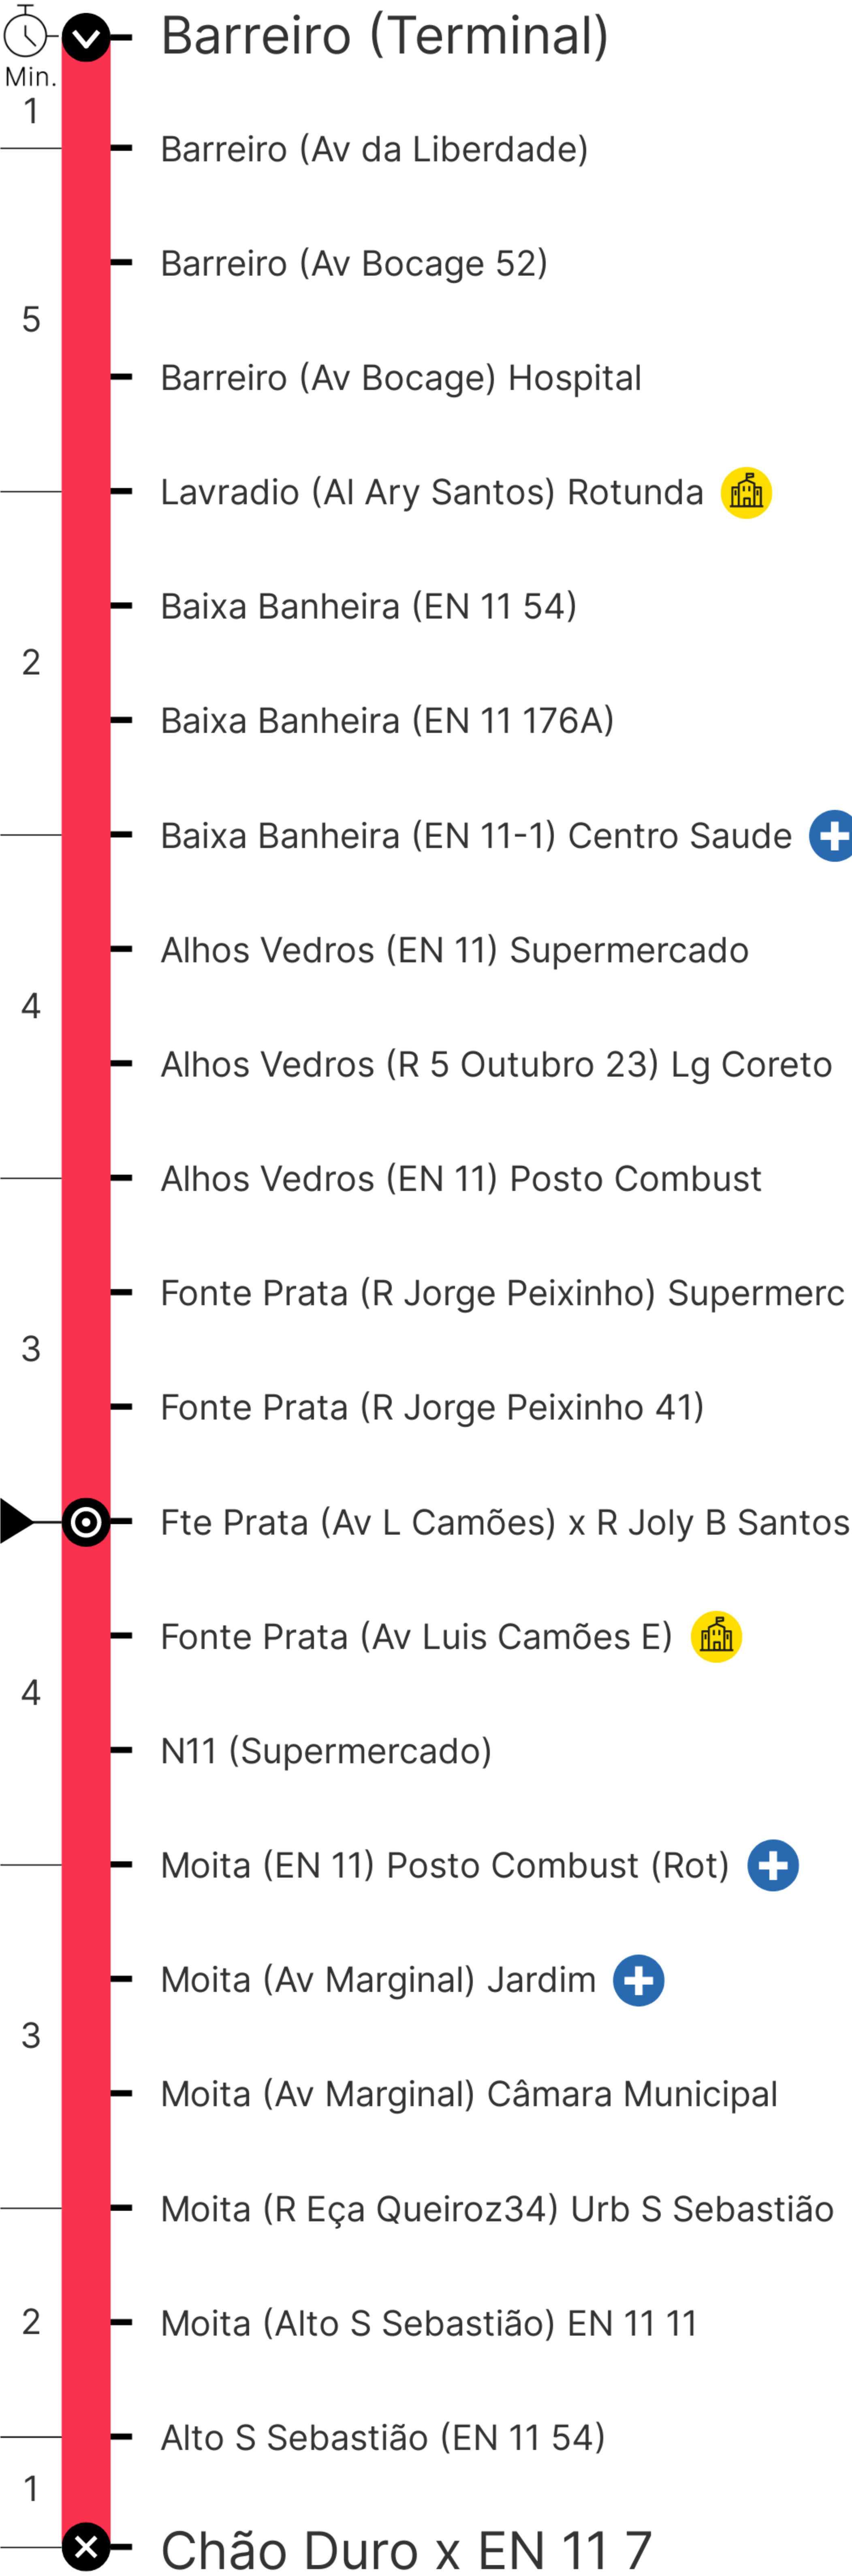 Barreiro (Terminal)
Min.
1
Barreiro (Av da Liberdade)
Barreiro (Av Bocage 52)
5
Barreiro (Av Bocage) Hospital
Lavradio (Al Ary Santos) Rotunda
Baixa Banheira (EN 11 54)
2
Baixa Banheira (EN 11 176A)
Baixa Banheira (EN 11-1) Centro Saude
Alhos Vedros (EN 11) Supermercado
4
Alhos Vedros (R 5 Outubro 23) Lg Coreto
Alhos Vedros (EN 11) Posto Combust
Fonte Prata (R Jorge Peixinho) Supermerc
3
Fonte Prata (R Jorge Peixinho 41)
Fte Prata (Av L Camões) x R Joly B Santos
Fonte Prata (Av Luis Camões E)
4
N11 (Supermercado)
Moita (EN 11) Posto Combust (Rot)
Moita (Av Marginal) Jardim
3
Moita (Av Marginal) Câmara Municipal
Moita (R Eça Queiroz34) Urb S Sebastião
2
Moita (Alto S Sebastião) EN 11 11
Alto S Sebastião (EN 11 54)
1
Chão Duro x EN 11 7